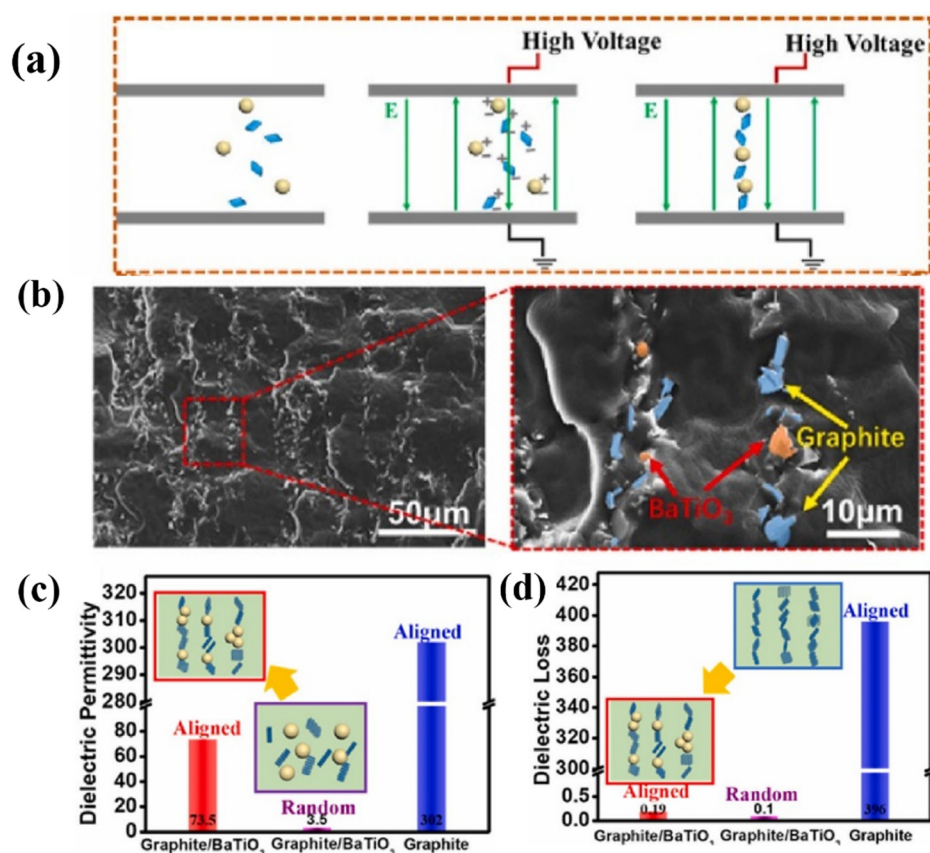 (a)
High Voltage
High Voltage
E
E
+ − + − + − + − + − + − + −
(b)
50μm
Graphite
BaTiO3
10μm
(c)
Dielectric Permittivity
320
310
300
290
280
80
60
40
20
0
Aligned
Random
Aligned
73.5
3.5
302
Graphite/BaTiO3
Graphite/BaTiO3
Graphite
(d)
Dielectric Loss
420
400
380
360
340
320
300
0.5
0.0
Aligned
Random
Aligned
0.19
0.1
396
Graphite/BaTiO3
Graphite/BaTiO3
Graphite